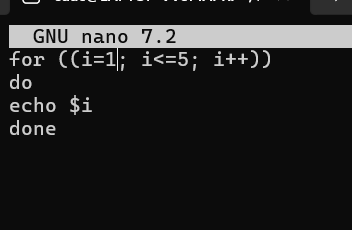 GNU nano 7.2
for ((i=1; i<=5; i++))
do
echo $i
done